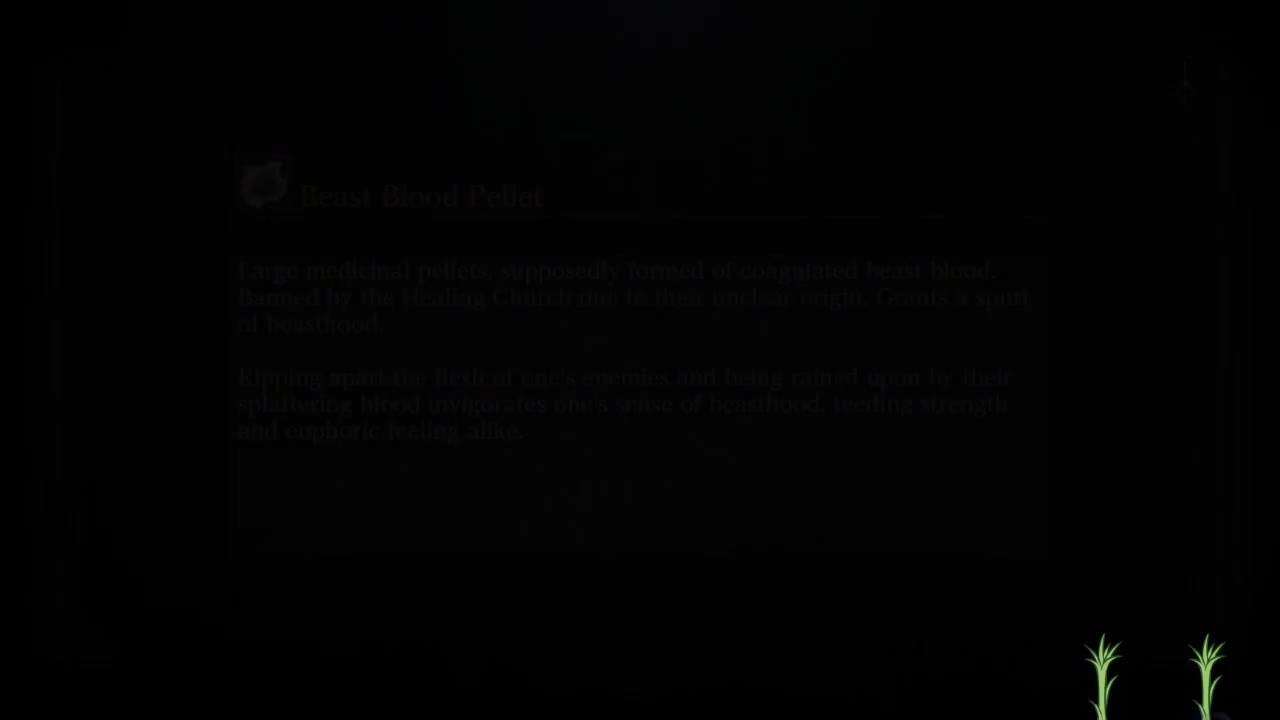 Beast Blood Pellet
Large medicinal pellets, supposedly formed of coagulated beast blood.
Banned by the Healing Church due to their unclear origin. Grants a spurt
of beasthood.
Ripping apart the flesh of one's enemies and being rained upon by their
splattering blood invigorates one's sense of beasthood, feeding strength
and euphoric feeling alike.